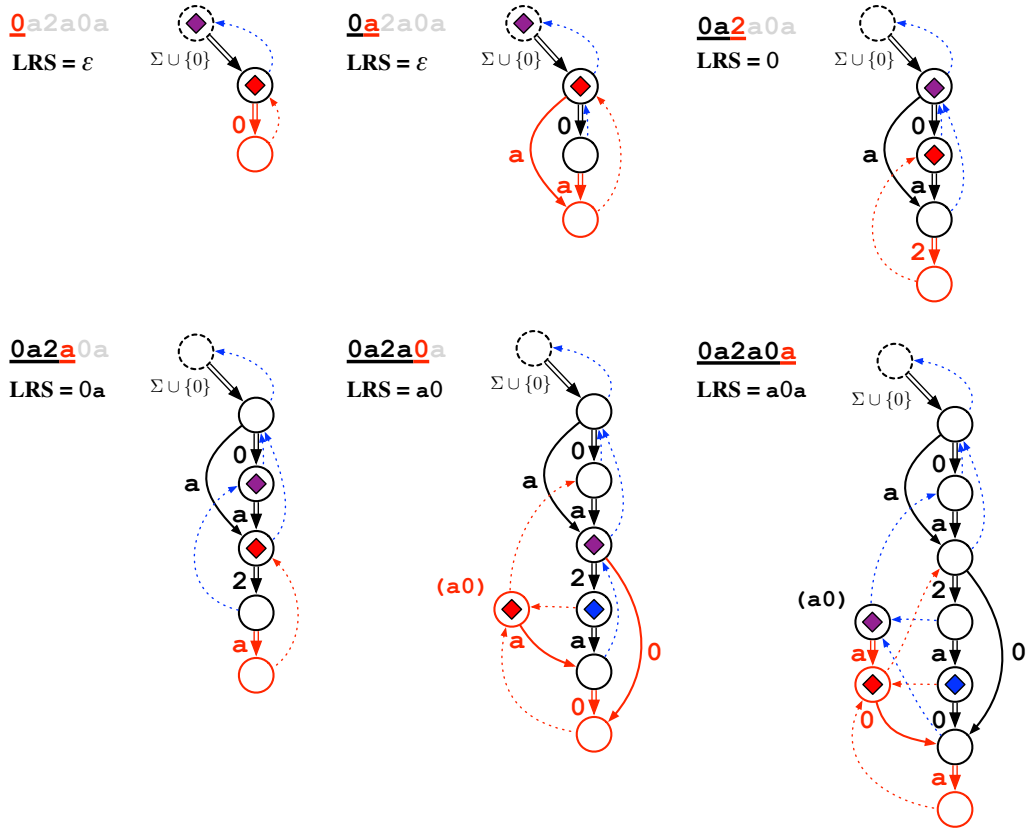 0a2a0a
LRS = ε
Σ ∪ {0}
0
0a2a0a
LRS = ε
Σ ∪ {0}
0
a
a
0a2a0a
LRS = 0
Σ ∪ {0}
0
a
a
2
0a2a0a
LRS = 0a
Σ ∪ {0}
0
a
a
2
a
0a2a0a
LRS = a0
Σ ∪ {0}
0
a
a
2
(a0)
a
a
0
0
0a2a0a
LRS = a0a
Σ ∪ {0}
0
a
a
2
(a0)
a
a
0
0
0
a